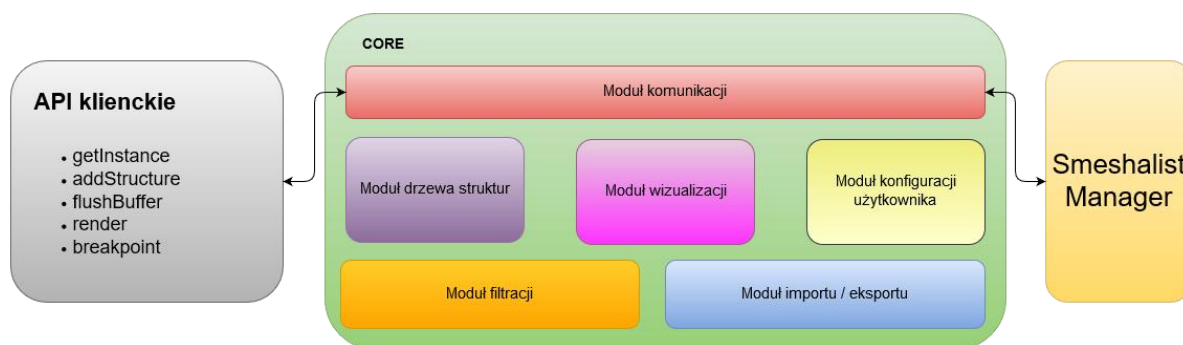 API klienckie
• getInstance
• addStructure
• flushBuffer
• render
• breakpoint
CORE
Moduł komunikacji
Moduł drzewa struktur
Moduł wizualizacji
Moduł konfiguracji
użytkownika
Moduł filtracji
Moduł importu / eksportu
Smeshalist
Manager